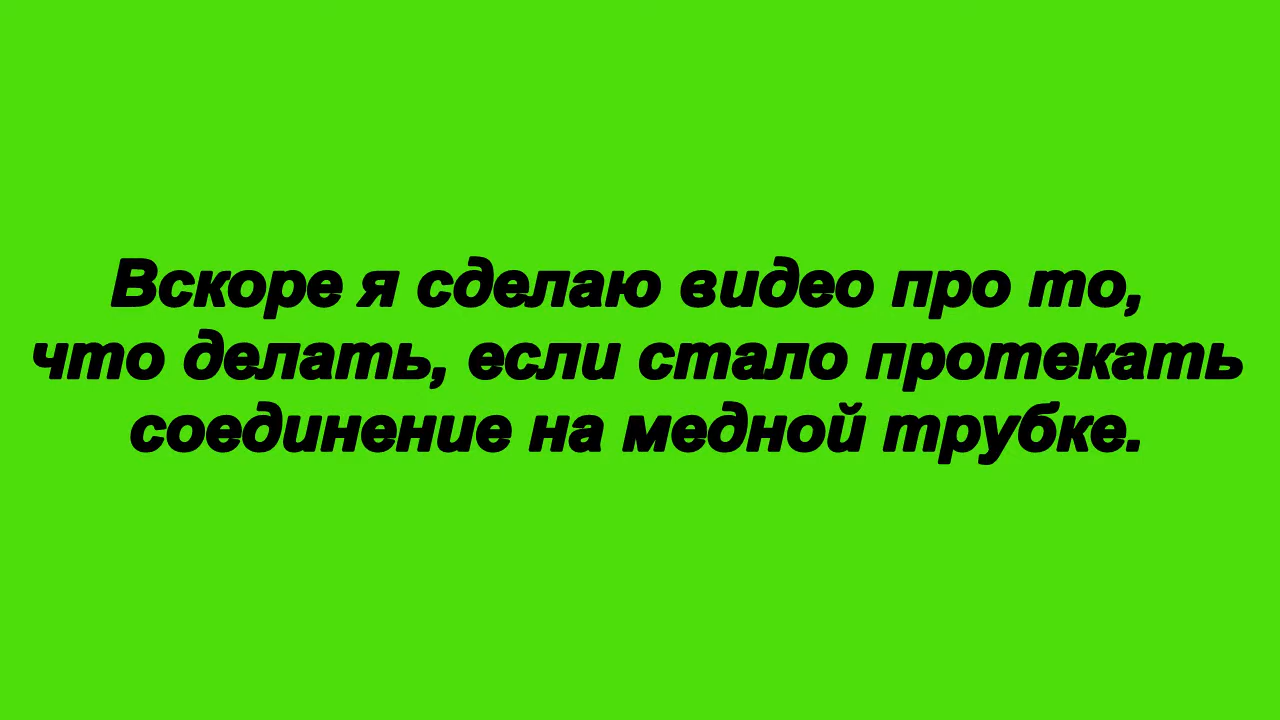 Вскоре я сделаю видео про то,
что делать, если стало протекать
соединение на медной трубке.